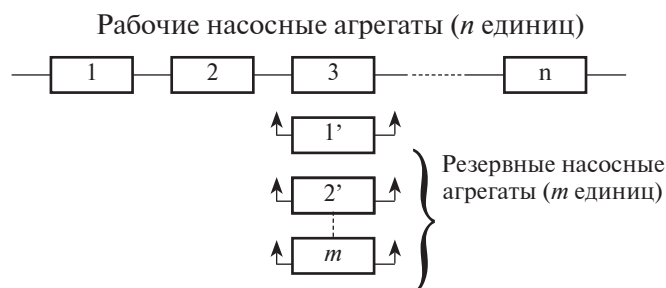 Рабочие насосные агрегаты (n единиц)
1 2 3 n
1’
Резервные насосные
агрегаты (m единиц)
2’
m